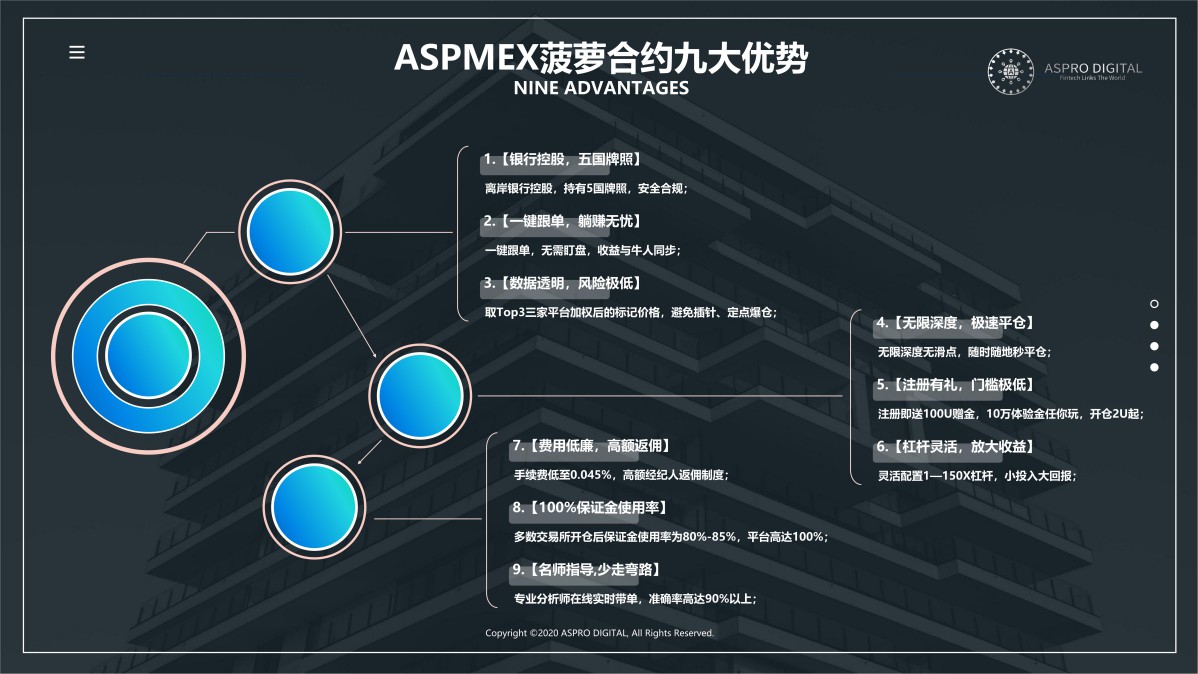 ASPMEX菠萝合约九大优势
NINE ADVANTAGES
ASPRO DIGITAL
Fintech Links The World
1.【银行控股，五国牌照】
离岸银行控股，持有5国牌照，安全合规；
2.【一键跟单，躺赚无忧】
一键跟单，无需盯盘，收益与牛人同步；
3.【数据透明，风险极低】
取Top3三家平台加权后的标记价格，避免插针、定点爆仓；
4.【无限深度，极速平仓】
无限深度无滑点，随时随地秒平仓；
5.【注册有礼，门槛极低】
注册即送100U赠金，10万体验金任你玩，开仓2U起；
6.【杠杆灵活，放大收益】
灵活配置1—150X杠杆，小投入大回报；
7.【费用低廉，高额返佣】
手续费低至0.045%，高额经纪人返佣制度；
8.【100%保证金使用率】
多数交易所开仓后保证金使用率为80%-85%，平台高达100%；
9.【名师指导,少走弯路】
专业分析师在线实时带单，准确率高达90%以上；
Copyright ©2020 ASPRO DIGITAL, All Rights Reserved.